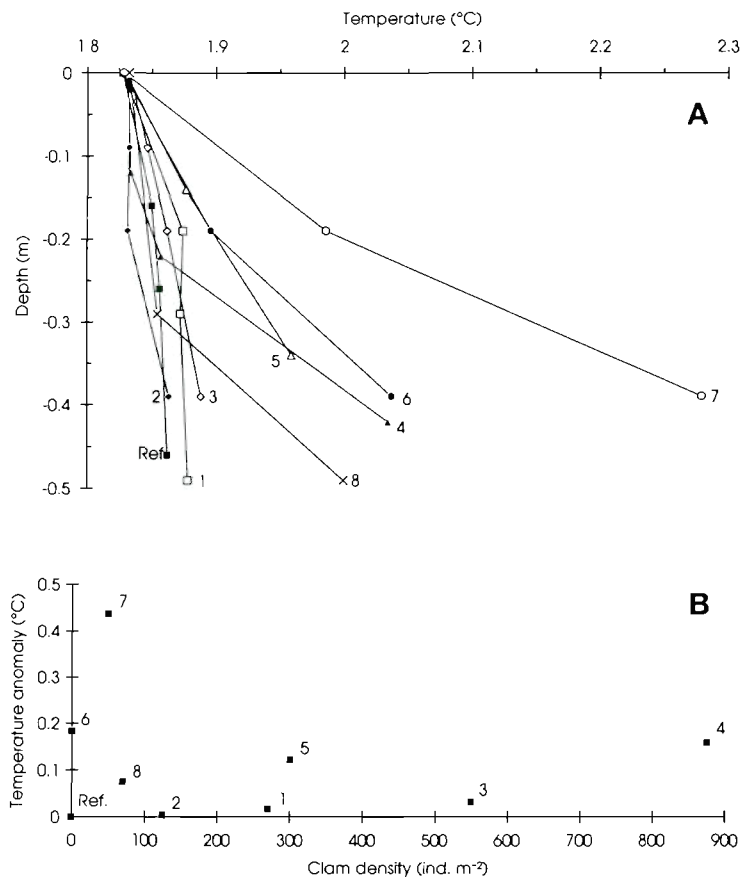 Temperature (°C)
1 8 1.9 2 2.1 2.2 2.3
A
0
-0.1
-0.2
-0.3
-0.4
-0.5
Depth (m)
5
6
7
2
3
4
Ref.
1
8
B
Temperature anomaly (°C)
0.5
0.4
0.3
0.2
0.1
0
7
6
5
4
8
3
Ref.
2
1
0 100 200 300 400 500 600 700 800 900
Clam density (ind. m⁻²)